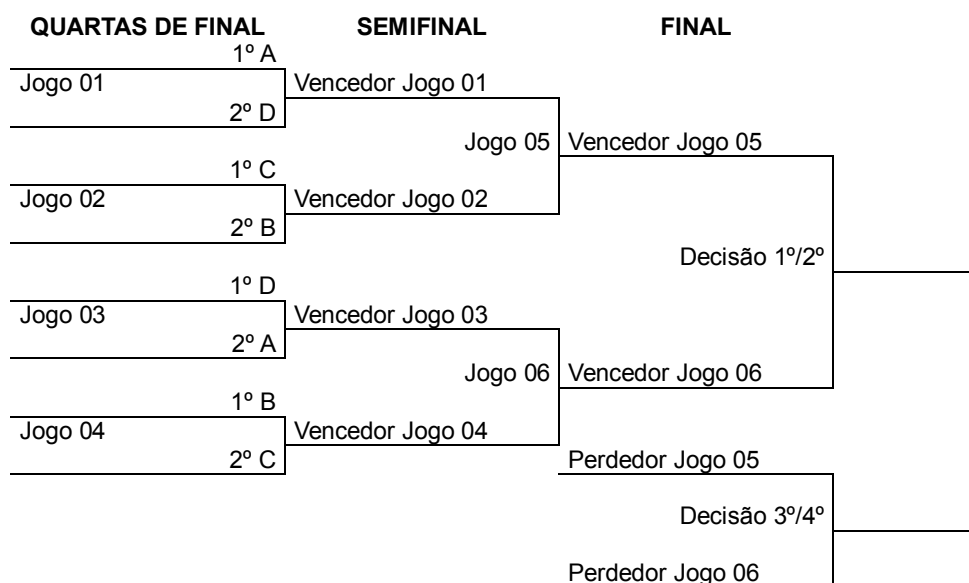 QUARTAS DE FINAL SEMIFINAL FINAL
1º A
Jogo 01 Vencedor Jogo 01
2º D
Jogo 05 Vencedor Jogo 05
1º C
Jogo 02 Vencedor Jogo 02
2º B
Decisão 1º/2º
1º D
Jogo 03 Vencedor Jogo 03
2º A
Jogo 06 Vencedor Jogo 06
1º B
Jogo 04 Vencedor Jogo 04
2º C
Perdedor Jogo 05
Decisão 3º/4º
Perdedor Jogo 06